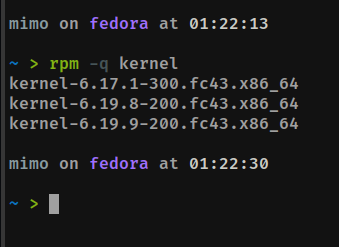 mimo on fedora at 01:22:13
~ > rpm -q kernel
kernel-6.17.1-300.fc43.x86_64
kernel-6.19.8-200.fc43.x86_64
kernel-6.19.9-200.fc43.x86_64
mimo on fedora at 01:22:30
~ >